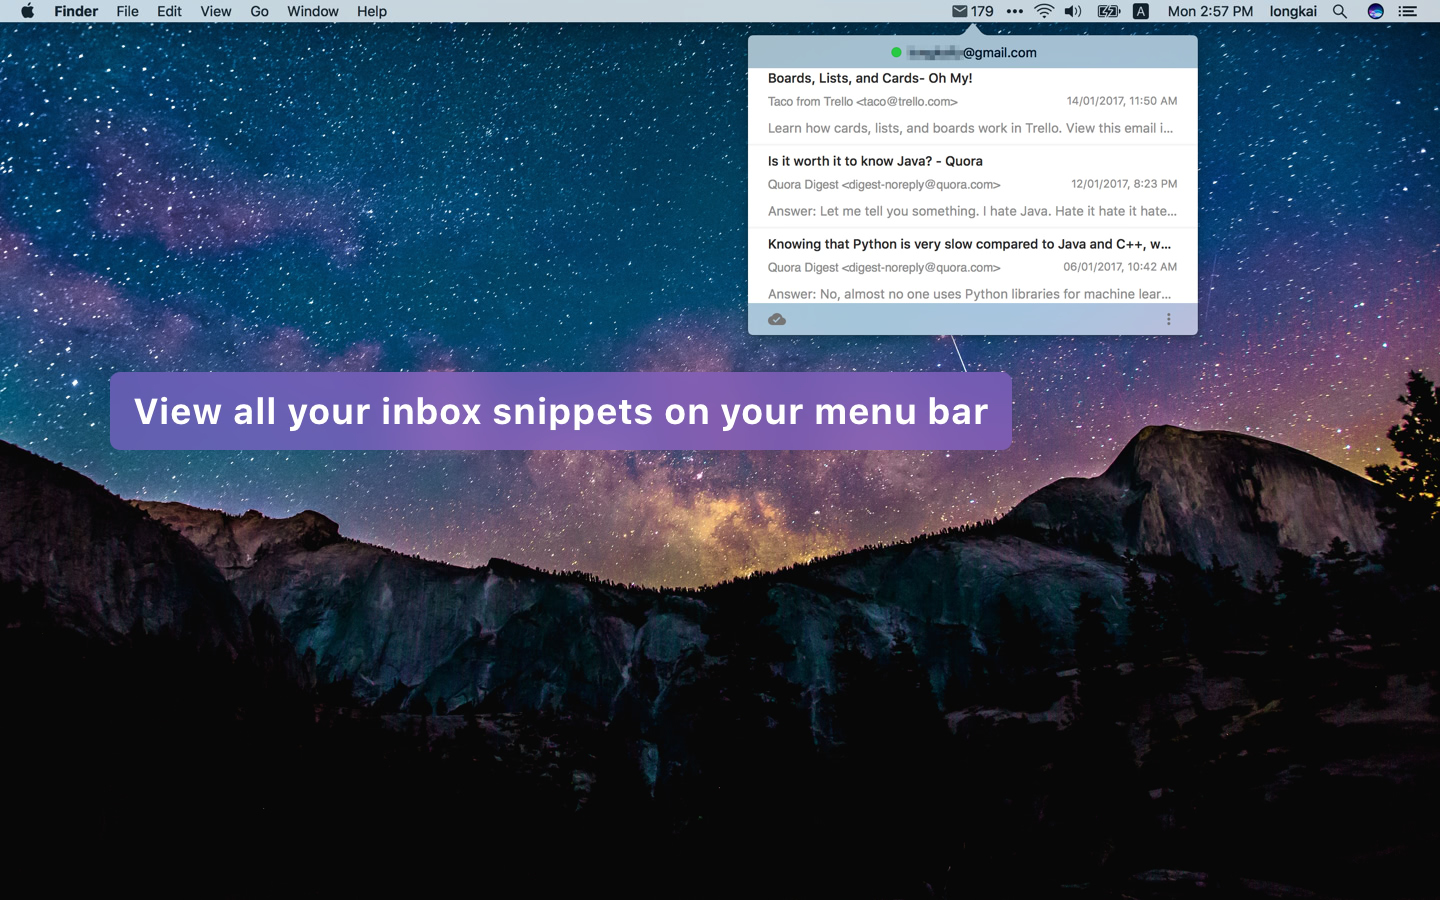 Finder File Edit View Go Window Help 179 A Mon 2:57 PM longkai
@gmail.com
Boards, Lists, and Cards- Oh My!
Taco from Trello <taco@trello.com> 14/01/2017, 11:50 AM
Learn how cards, lists, and boards work in Trello. View this email i...
Is it worth it to know Java? - Quora
Quora Digest <digest-noreply@quora.com> 12/01/2017, 8:23 PM
Answer: Let me tell you something. I hate Java. Hate it hate it hate...
Knowing that Python is very slow compared to Java and C++, w...
Quora Digest <digest-noreply@quora.com> 06/01/2017, 10:42 AM
Answer: No, almost no one uses Python libraries for machine lear...
View all your inbox snippets on your menu bar